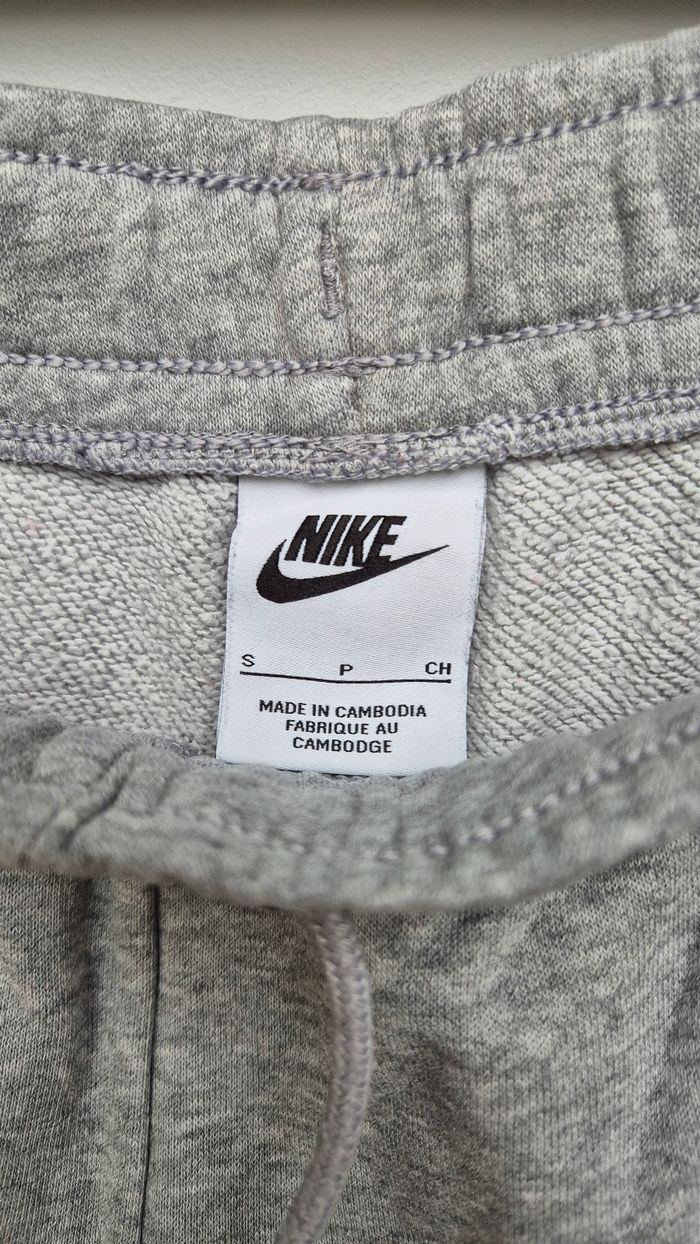 NIKE
S P CH
MADE IN CAMBODIA
FABRIQUE AU
CAMBODGE